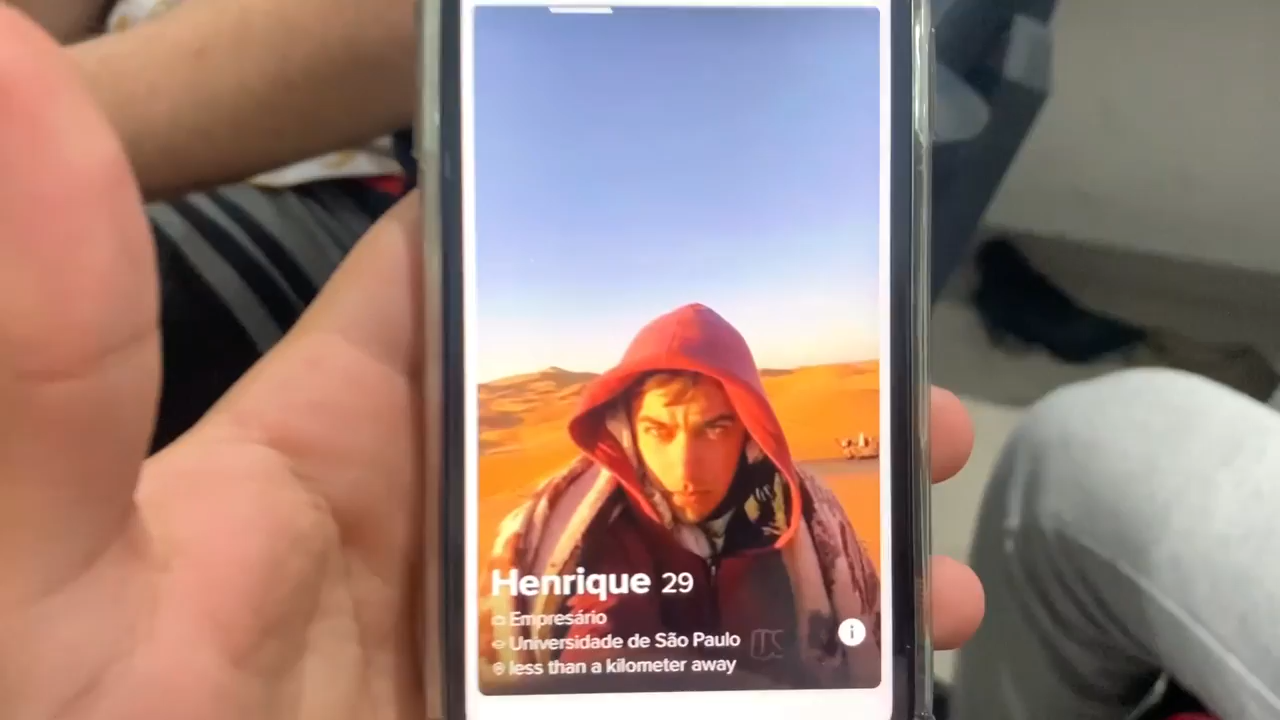 Henrique 29
Empresário
Universidade de São Paulo
less than a kilometer away